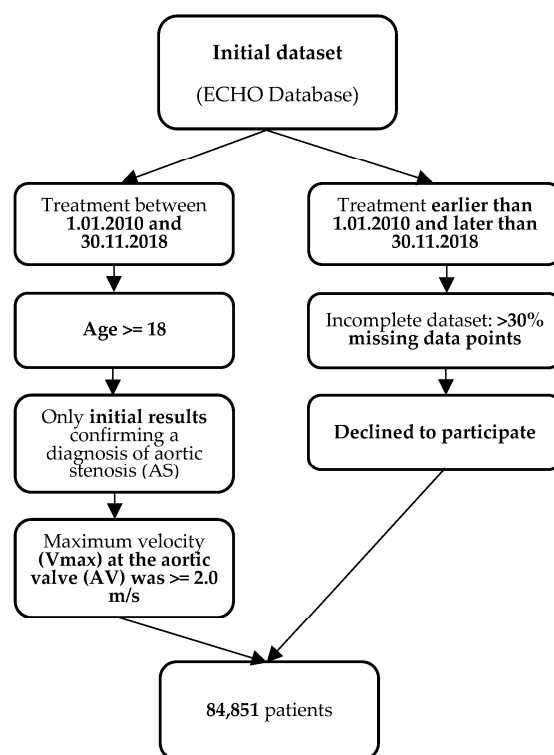 Initial dataset
(ECHO Database)
Treatment between
1.01.2010 and
30.11.2018
Age >= 18
Only initial results
confirming a
diagnosis of aortic
stenosis (AS)
Maximum velocity
(Vmax) at the aortic
valve (AV) was >= 2.0
m/s
Treatment earlier than
1.01.2010 and later than
30.11.2018
Incomplete dataset: >30%
missing data points
Declined to participate
84,851 patients